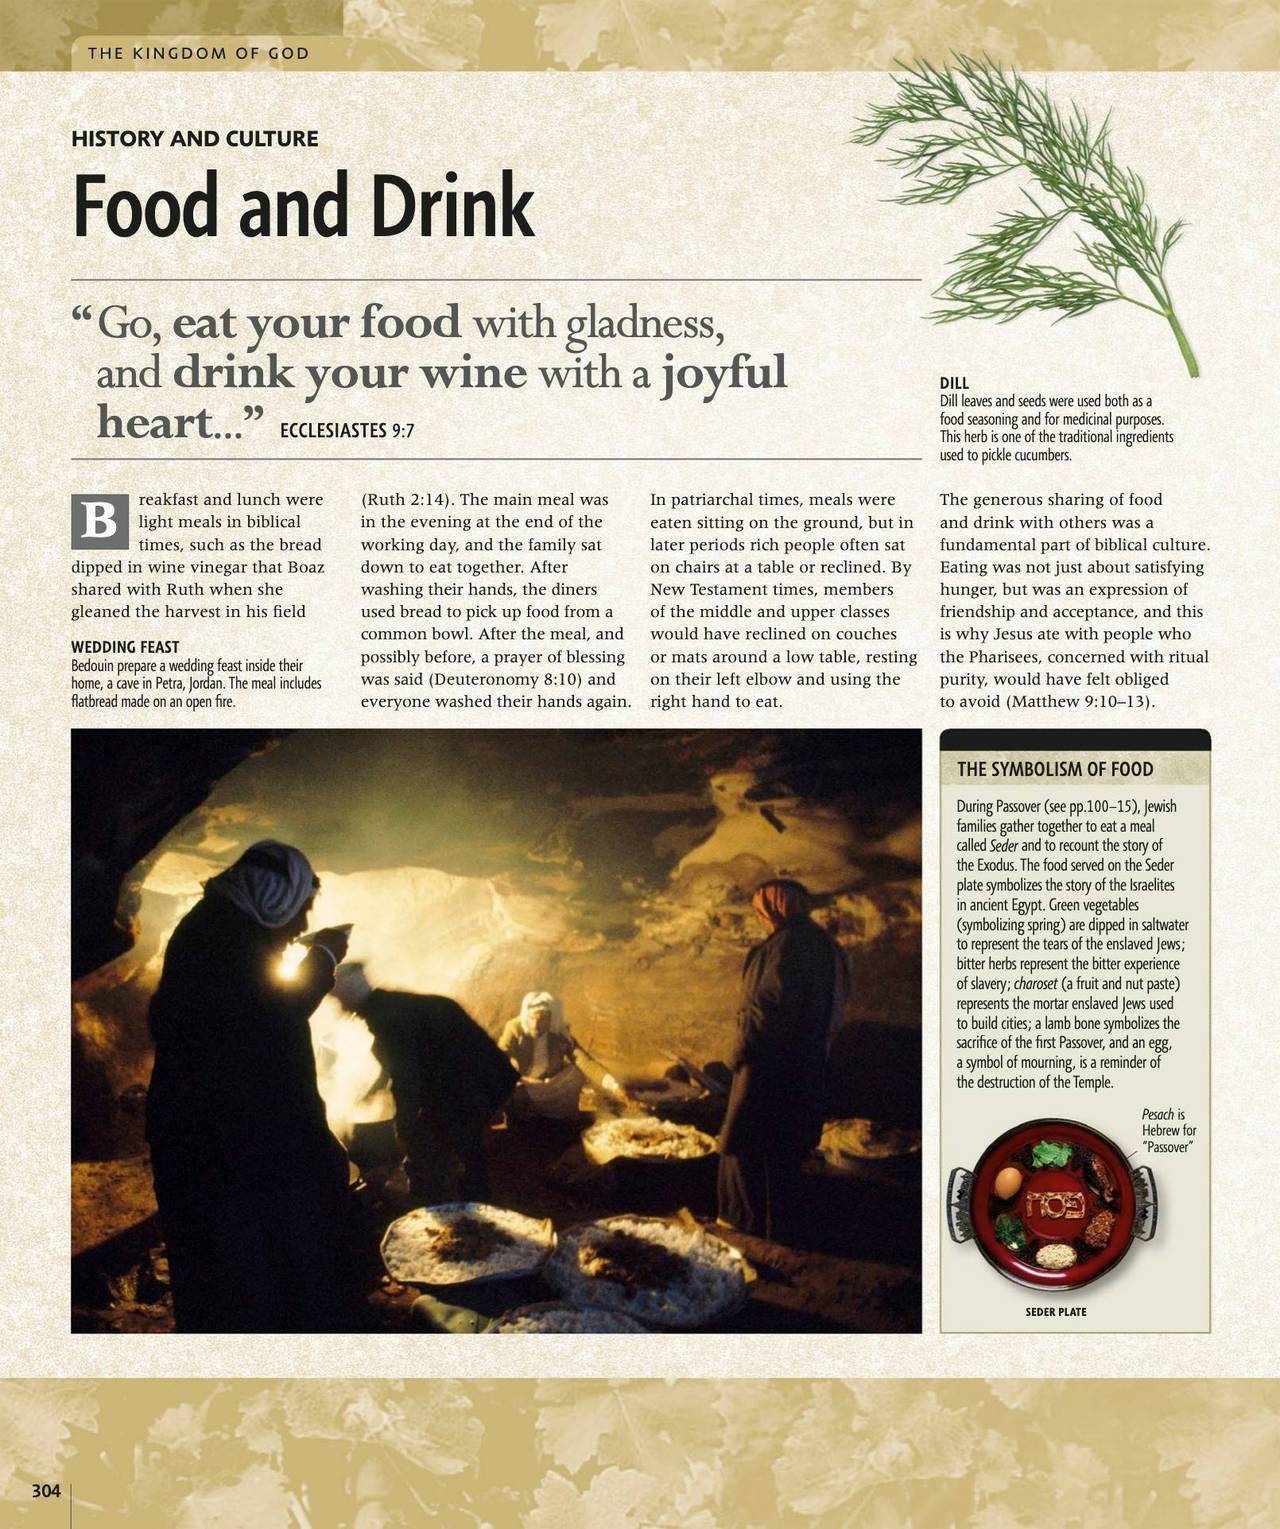 THE KINGDOM OF GOD
HISTORY AND CULTURE
Food and Drink
“Go, eat your food with gladness,
and drink your wine with a joyful
heart...” ECCLESIASTES 9:7
DILL
Dill leaves and seeds were used both as a
food seasoning and for medicinal purposes.
This herb is one of the traditional ingredients
used to pickle cucumbers.
Breakfast and lunch were
light meals in biblical
times, such as the bread
dipped in wine vinegar that Boaz
shared with Ruth when she
gleaned the harvest in his field
(Ruth 2:14). The main meal was
in the evening at the end of the
working day, and the family sat
down to eat together. After
washing their hands, the diners
used bread to pick up food from a
common bowl. After the meal, and
possibly before, a prayer of blessing
was said (Deuteronomy 8:10) and
everyone washed their hands again.
In patriarchal times, meals were
eaten sitting on the ground, but in
later periods rich people often sat
on chairs at a table or reclined. By
New Testament times, members
of the middle and upper classes
would have reclined on couches
or mats around a low table, resting
on their left elbow and using the
right hand to eat.
The generous sharing of food
and drink with others was a
fundamental part of biblical culture.
Eating was not just about satisfying
hunger, but was an expression of
friendship and acceptance, and this
is why Jesus ate with people who
the Pharisees, concerned with ritual
purity, would have felt obliged
to avoid (Matthew 9:10–13).
WEDDING FEAST
Bedouin prepare a wedding feast inside their
home, a cave in Petra, Jordan. The meal includes
flatbread made on an open fire.
THE SYMBOLISM OF FOOD
During Passover (see pp.100–15), Jewish
families gather together to eat a meal
called Seder and to recount the story of
the Exodus. The food served on the Seder
plate symbolizes the story of the Israelites
in ancient Egypt. Green vegetables
(symbolizing spring) are dipped in saltwater
to represent the tears of the enslaved Jews;
bitter herbs represent the bitter experience
of slavery; charoset (a fruit and nut paste)
represents the mortar enslaved Jews used
to build cities; a lamb bone symbolizes the
sacrifice of the first Passover, and an egg,
a symbol of mourning, is a reminder of
the destruction of the Temple.
Pesach is
Hebrew for
“Passover”
פסח
SEDER PLATE
304